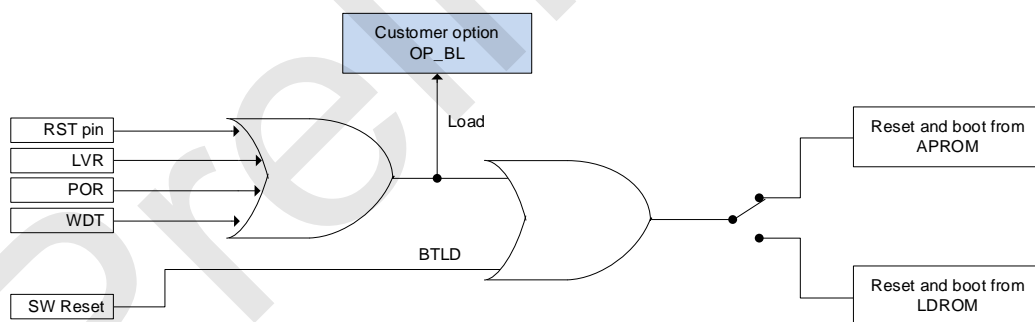 Customer option
OP_BL
Load
RST pin
LVR
POR
WDT
BTLD
SW Reset
Reset and boot from
APROM
Reset and boot from
LDROM